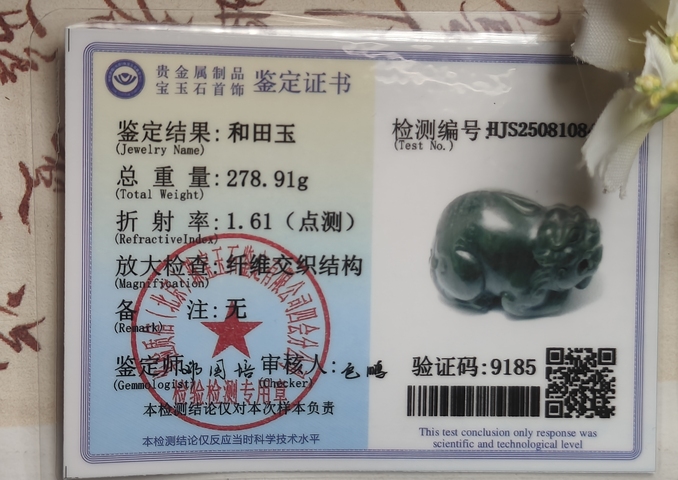 贵金属制品
宝玉石首饰 鉴定证书
鉴定结果: 和田玉
(Jewelry Name)
总 重 量: 278.91g
(Total Weight)
折 射 率: 1.61（点测）
(RefractiveIndex)
放大检查: 纤维交织结构
(Magnification)
备 注: 无
(Remark)
鉴定师 审核人:
(Gemmologist) (Checker)
检验检测专用章
本检测结论仅对本次样本负责
本检测结论仅反应当时科学技术水平
检测编号: HJS2508108
(Test No.)
验证码: 9185
This test conclusion only response was
scientific and technological level